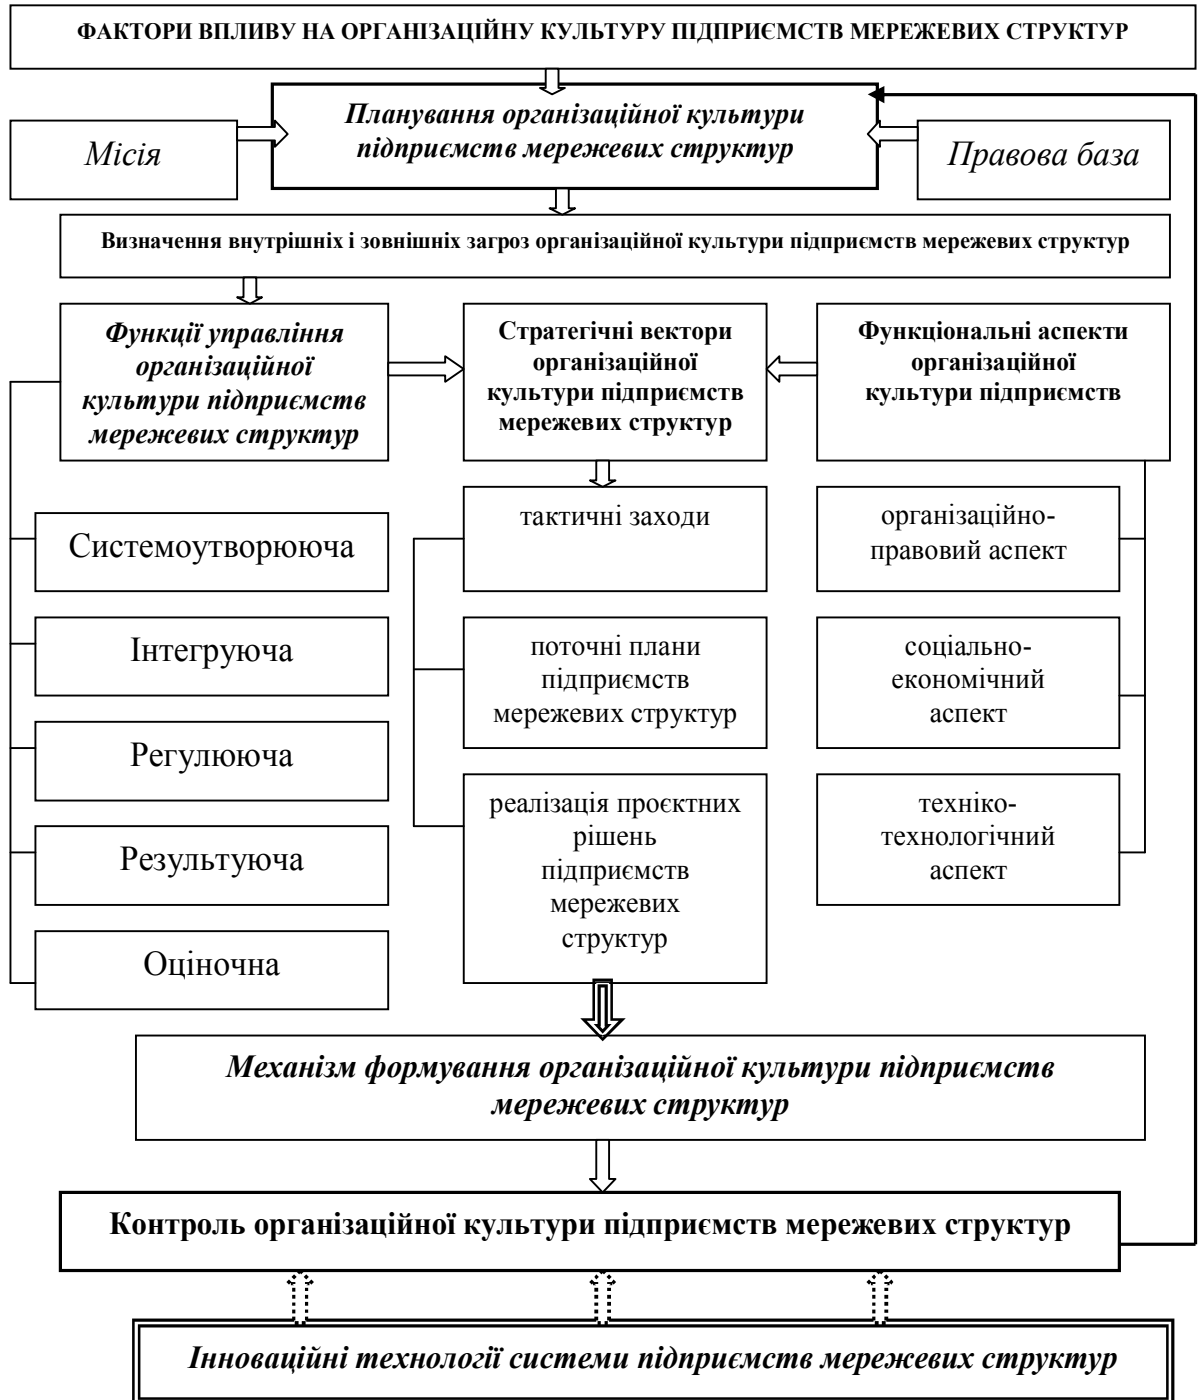 ФАКТОРИ ВПЛИВУ НА ОРГАНІЗАЦІЙНУ КУЛЬТУРУ ПІДПРИЄМСТВ МЕРЕЖЕВИХ СТРУКТУР
Планування організаційної культури
підприємств мережевих структур
Місія
Правова база
Визначення внутрішніх і зовнішніх загроз організаційної культури підприємств мережевих структур
Функції управління
організаційної
культури підприємств
мережевих структур
Стратегічні вектори
організаційної
культури підприємств
мережевих структур
Функціональні аспекти
організаційної
культури підприємств
Системоутворююча
Інтегруюча
Регулююча
Результуюча
Оціночна
тактичні заходи
поточні плани
підприємств
мережевих структур
реалізація проєктних
рішень
підприємств
мережевих
структур
організаційно-
правовий аспект
соціально-
економічний
аспект
техніко-
технологічний
аспект
Механізм формування організаційної культури підприємств
мережевих структур
Контроль організаційної культури підприємств мережевих структур
Інноваційні технології системи підприємств мережевих структур